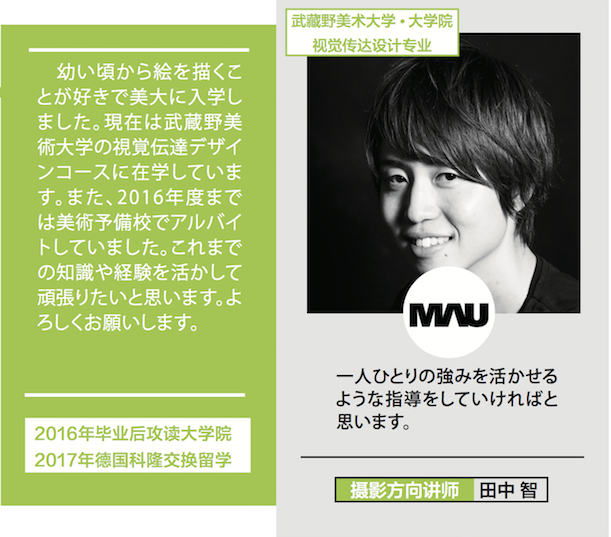 幼い頃から絵を描くこ
とが好きで美大に入学し
ました。現在は武蔵野美
術大学の視覚伝達デザイ
ンコースに在学していま
す。また、2016年度まで
は美術予備校でアルバイ
トしていました。これまで
の知識や経験を活かして
頑張りたいと思います。よ
ろしくお願いします。
2016年毕业后攻读大学院
2017年德国科隆交换留学
武蔵野美术大学・大学院
视觉传达设计专业
MAU
一人ひとりの強みを活かせる
ような指導をしていければと
思います。
摄影方向讲师 田中 智